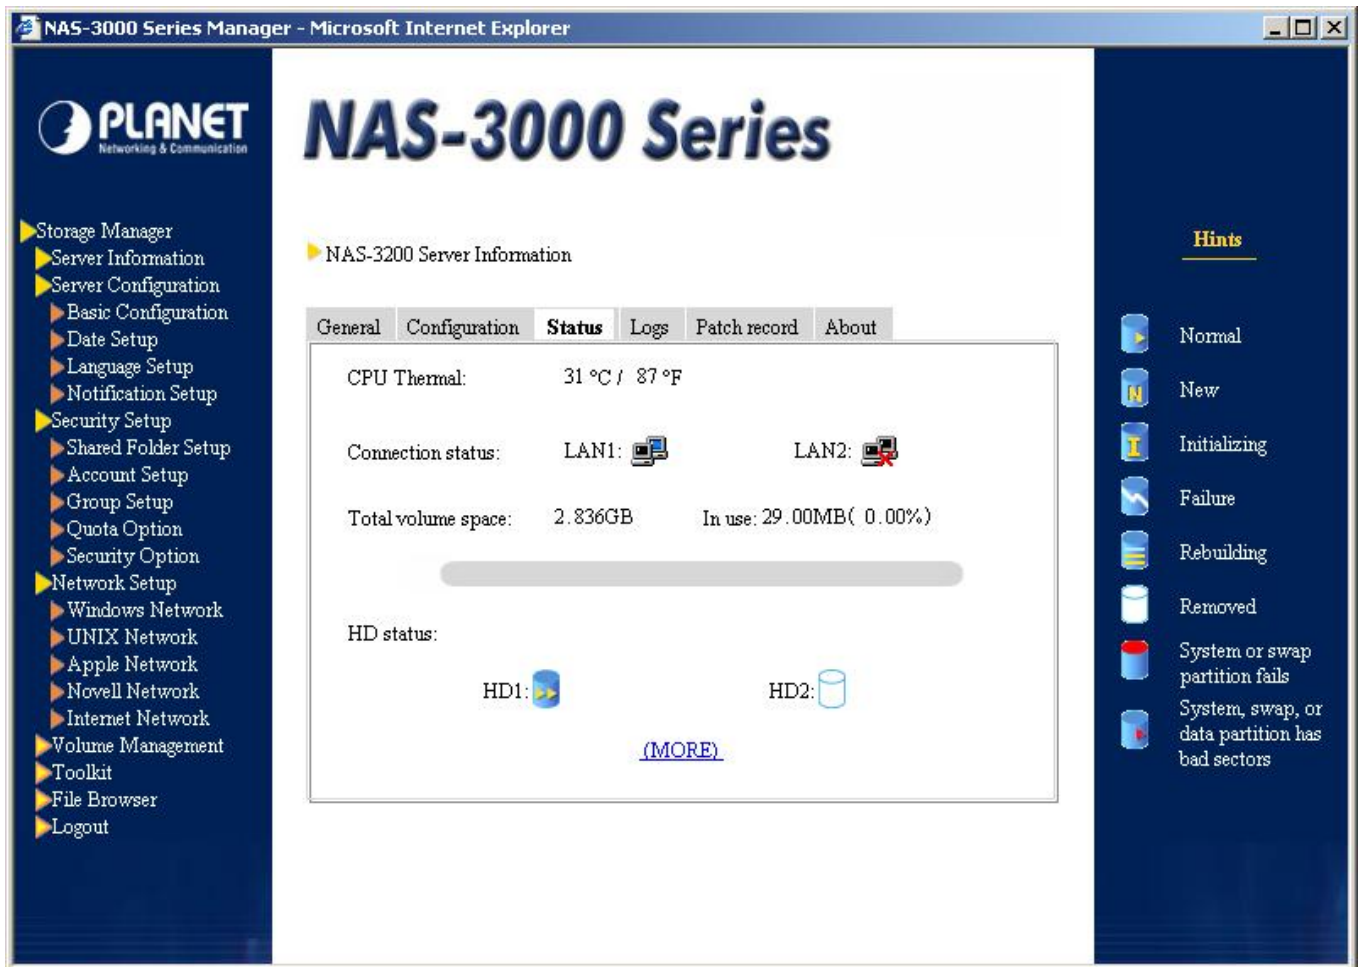 NAS-3000 Series Manager - Microsoft Internet Explorer
PLANET
Networking & Communication
NAS-3000 Series
Storage Manager
Server Information
Server Configuration
Basic Configuration
Date Setup
Language Setup
Notification Setup
Security Setup
Shared Folder Setup
Account Setup
Group Setup
Quota Option
Security Option
Network Setup
Windows Network
UNIX Network
Apple Network
Novell Network
Internet Network
Volume Management
Toolkit
File Browser
Logout
NAS-3200 Server Information
General Configuration Status Logs Patch record About
CPU Thermal: 31 °C / 87 °F
Connection status: LAN1: LAN2:
Total volume space: 2.836GB In use: 29.00MB( 0.00%)
HD status:
HD1: HD2:
(MORE)
Hints
Normal
N
New
I
Initializing
Failure
Rebuilding
Removed
System or swap
partition fails
System, swap, or
data partition has
bad sectors